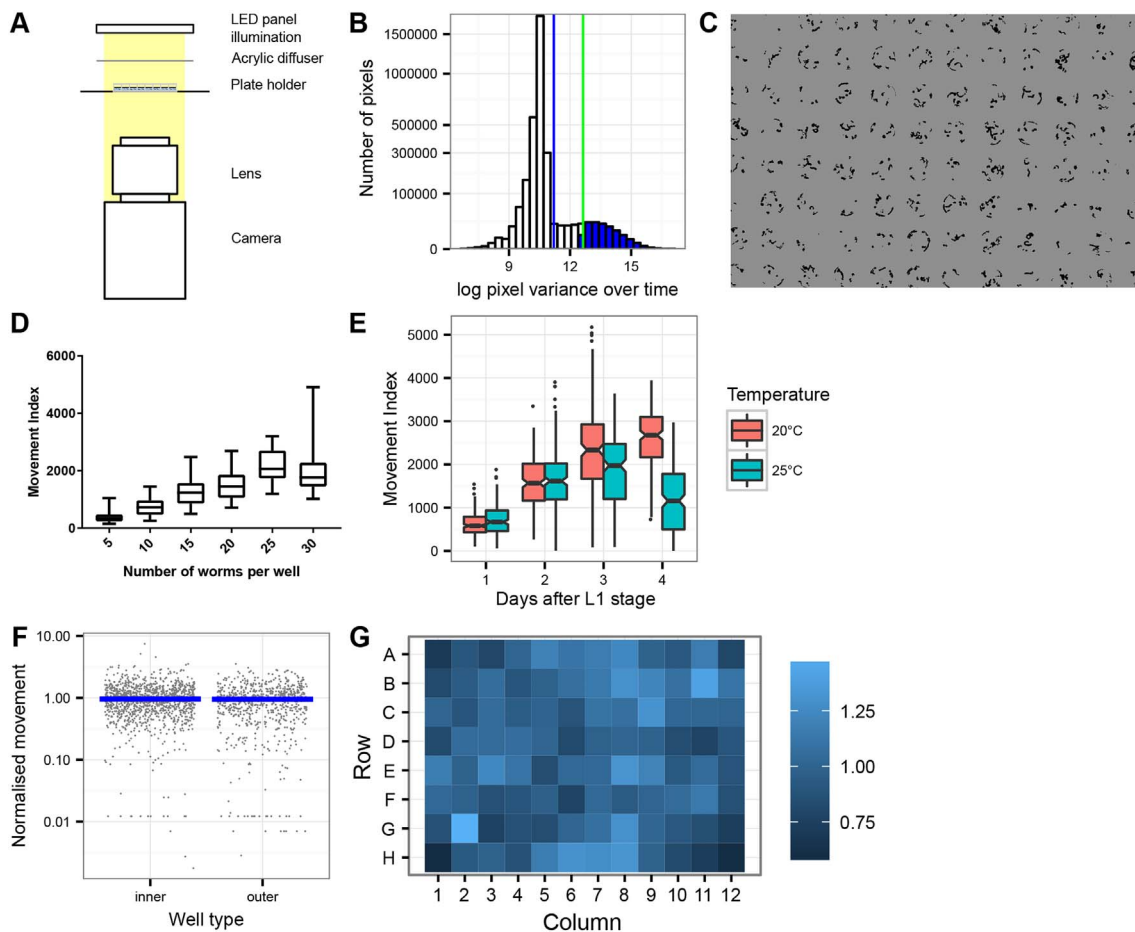 A
LED panel
illumination
Acrylic diffuser
Plate holder
Lens
Camera
B
Number of pixels
1500000
1000000
500000
300000
100000
0
9
12
15
log pixel variance over time
C
D
Movement Index
6000
4000
2000
0
5
10
15
20
25
30
Number of worms per well
E
Movement Index
5000
4000
3000
2000
1000
0
1
2
3
4
Days after L1 stage
Temperature
20°C
25°C
F
Normalised movement
10.00
1.00
0.10
0.01
inner
outer
Well type
G
Row
A
B
C
D
E
F
G
H
1 2 3 4 5 6 7 8 9 10 11 12
Column
1.25
1.00
0.75